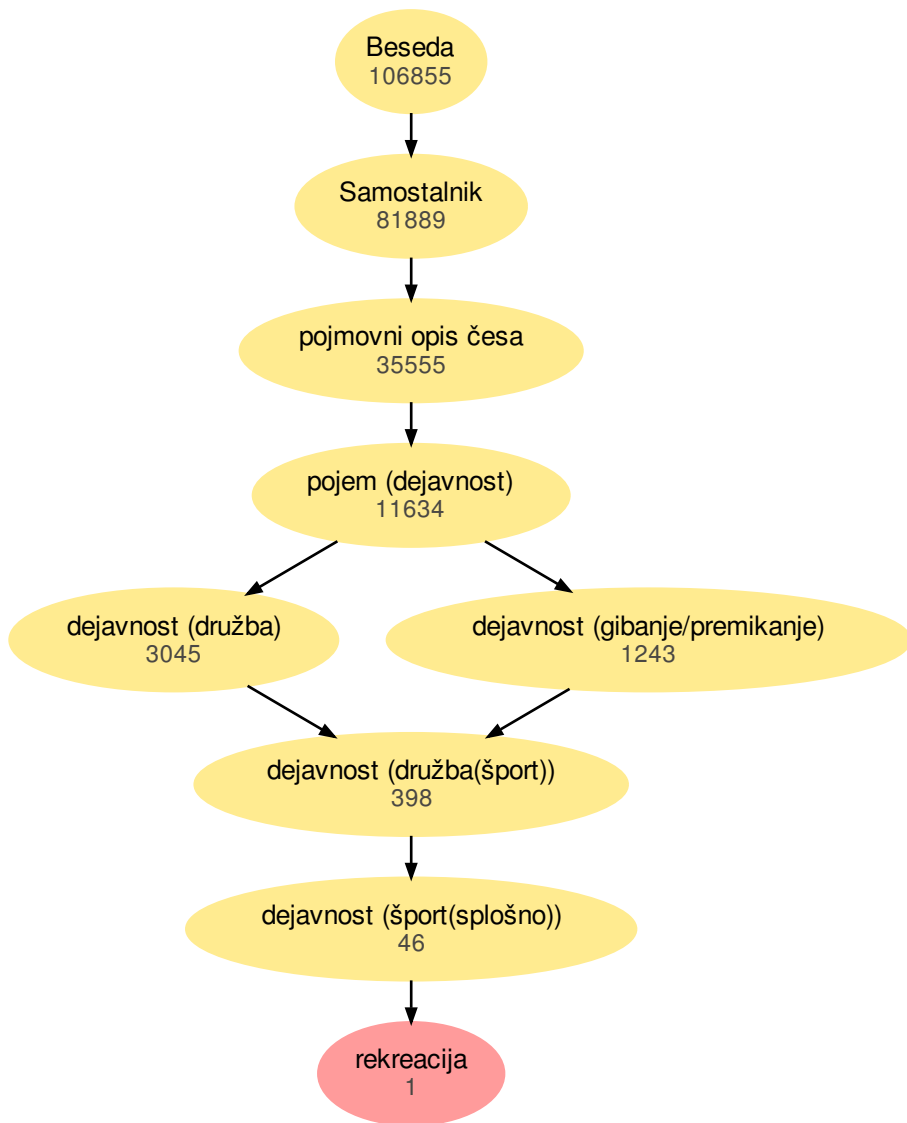 Beseda
106855
Samostalnik
81889
pojmovni opis česa
35555
pojem (dejavnost)
11634
dejavnost (družba)
3045
dejavnost (gibanje/premikanje)
1243
dejavnost (družba(šport))
398
dejavnost (šport(splošno))
46
rekreacija
1